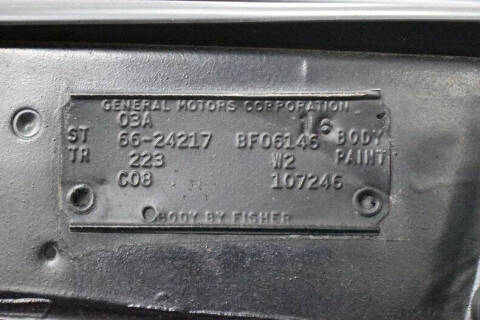 GENERAL MOTORS CORPORATION
03A 16
ST 66-24217 BF06146 BODY
TR 223 W2 PAINT
C08 107246
BODY BY FISHER